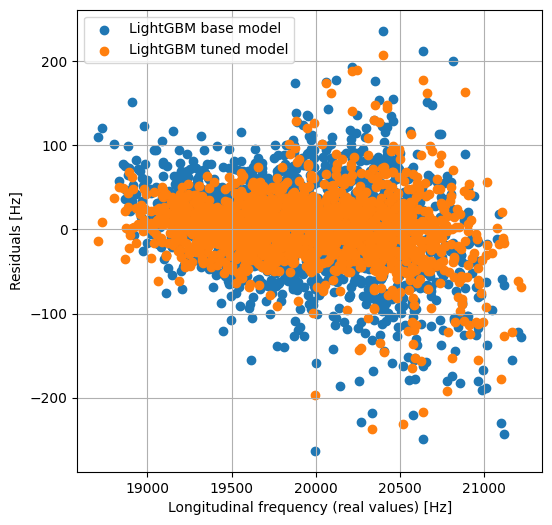 LightGBM base model
LightGBM tuned model
200
100
0
−100
−200
Residuals [Hz]
19000 19500 20000 20500 21000
Longitudinal frequency (real values) [Hz]